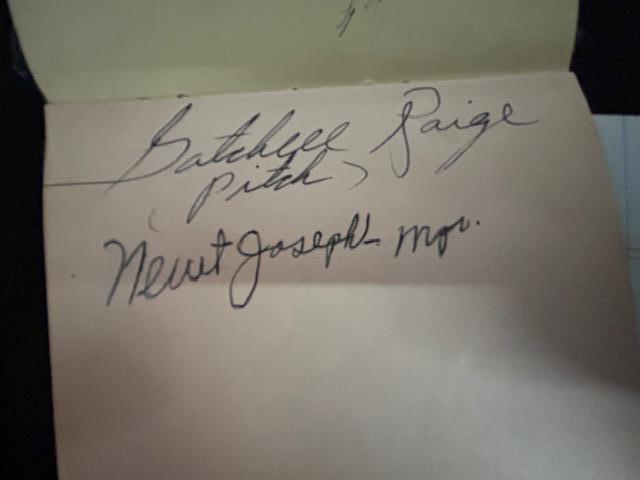 Satchell Paige
(Pitch)
Newt Joseph - Mgr.